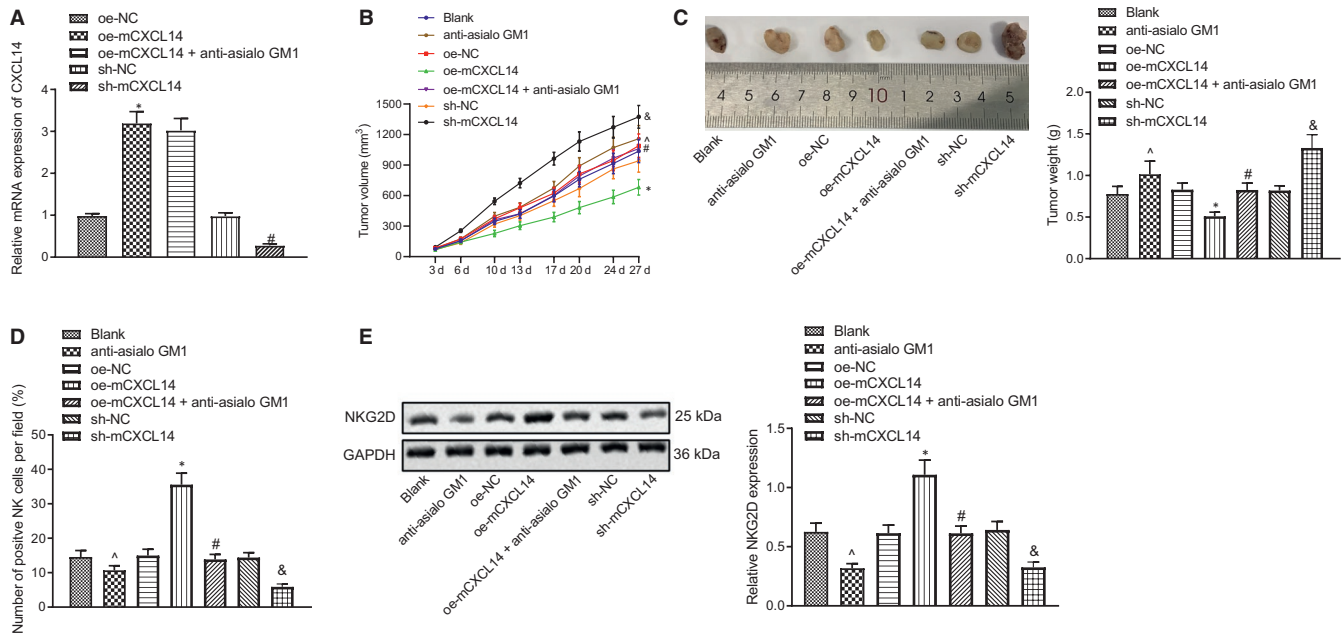 A
oe-NC
oe-mCXCL14
oe-mCXCL14 + anti-asialo GM1
sh-NC
sh-mCXCL14
Relative mRNA expression of CXCL14
4
3
2
1
0
*
#
B
Blank
anti-asialo GM1
oe-NC
oe-mCXCL14
oe-mCXCL14 + anti-asialo GM1
sh-NC
sh-mCXCL14
Tumor volume (mm3)
1500
1200
900
600
300
0
&
^
#
*
3 d 6 d 10 d 13 d 17 d 20 d 24 d 27 d
C
4 5 6 7 8 9 10 1 2 3 4 5
Blank
anti-asialo GM1
oe-NC
oe-mCXCL14
oe-mCXCL14 + anti-asialo GM1
sh-NC
sh-mCXCL14
Blank
anti-asialo GM1
oe-NC
oe-mCXCL14
oe-mCXCL14 + anti-asialo GM1
sh-NC
sh-mCXCL14
Tumor weight (g)
2.0
1.5
1.0
0.5
0.0
^
*
#
&
D
Blank
anti-asialo GM1
oe-NC
oe-mCXCL14
oe-mCXCL14 + anti-asialo GM1
sh-NC
sh-mCXCL14
Number of positve NK cells per field (%)
50
40
30
20
10
0
^
*
#
&
E
NKG2D
25 kDa
GAPDH
36 kDa
Blank
anti-asialo GM1
oe-NC
oe-mCXCL14
oe-mCXCL14 + anti-asialo GM1
sh-NC
sh-mCXCL14
Blank
anti-asialo GM1
oe-NC
oe-mCXCL14
oe-mCXCL14 + anti-asialo GM1
sh-NC
sh-mCXCL14
Relative NKG2D expression
1.5
1.0
0.5
0.0
^
*
#
&